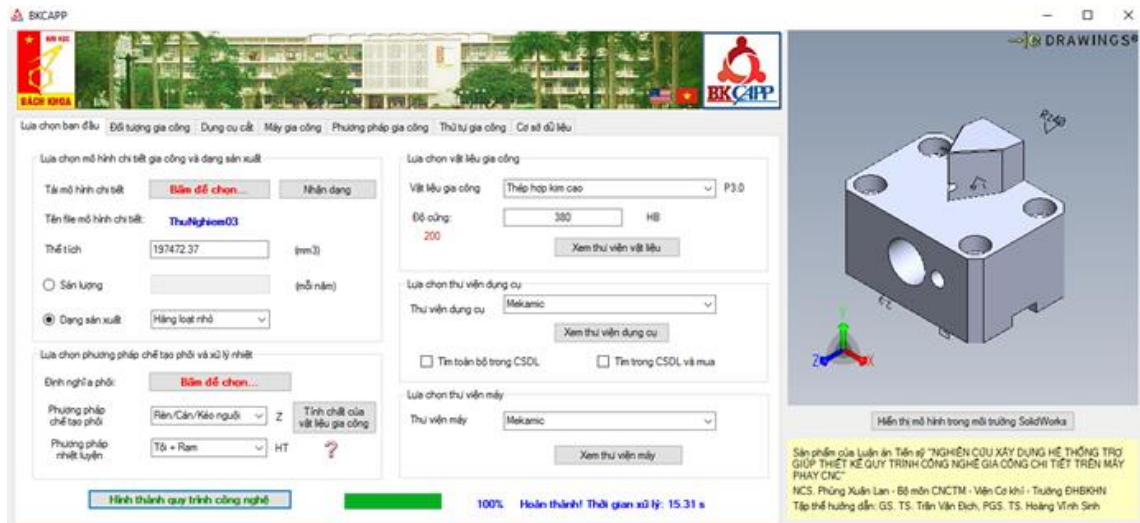 BKCAPP
ĐẠI HỌC
BÁCH KHOA
BKCAPP
eDRAWINGS®
Lựa chọn ban đầu Đối tượng gia công Dụng cụ cắt Máy gia công Phương pháp gia công Thứ tự gia công Cơ sở dữ liệu
Lựa chọn mô hình chi tiết gia công và dạng sản xuất
Tải mô hình chi tiết Bấm để chọn... Nhận dạng
Tên file mô hình chi tiết: ThuNghiem03
Thể tích 197472.37 (mm3)
Sản lượng (mỗi năm)
Dạng sản xuất Hàng loạt nhỏ
Lựa chọn phương pháp chế tạo phôi và xử lý nhiệt
Định nghĩa phôi: Bấm để chọn...
Phương pháp
chế tạo phôi
Rèn/Cán/Kéo nguội Z
Tính chất của
vật liệu gia công
Phương pháp
nhiệt luyện
Tôi + Ram HT ?
Hình thành quy trình công nghệ
100% Hoàn thành! Thời gian xử lý: 15.31 s
Lựa chọn vật liệu gia công
Vật liệu gia công Thép hợp kim cao P3.0
Độ cứng: 380 HB
200
Xem thư viện vật liệu
Lựa chọn thư viện dụng cụ
Thư viện dụng cụ Mekamic
Xem thư viện dụng cụ
Tìm toàn bộ trong CSDL Tìm trong CSDL và mua
Lựa chọn thư viện máy
Thư viện máy Mekamic
Xem thư viện máy
Rz40
Y
Z
X
Hiển thị mô hình trong môi trường SolidWorks
Sản phẩm của Luận án Tiến sỹ "NGHIÊN CỨU XÂY DỰNG HỆ THỐNG TRỢ
GIÚP THIẾT KẾ QUY TRÌNH CÔNG NGHỆ GIA CÔNG CHI TIẾT TRÊN MÁY
PHAY CNC"
NCS. Phùng Xuân Lan - Bộ môn CNCTM - Viện Cơ khí - Trường ĐHBKHN
Tập thể hướng dẫn: GS. TS. Trần Văn Địch, PGS. TS. Hoàng Vĩnh Sinh